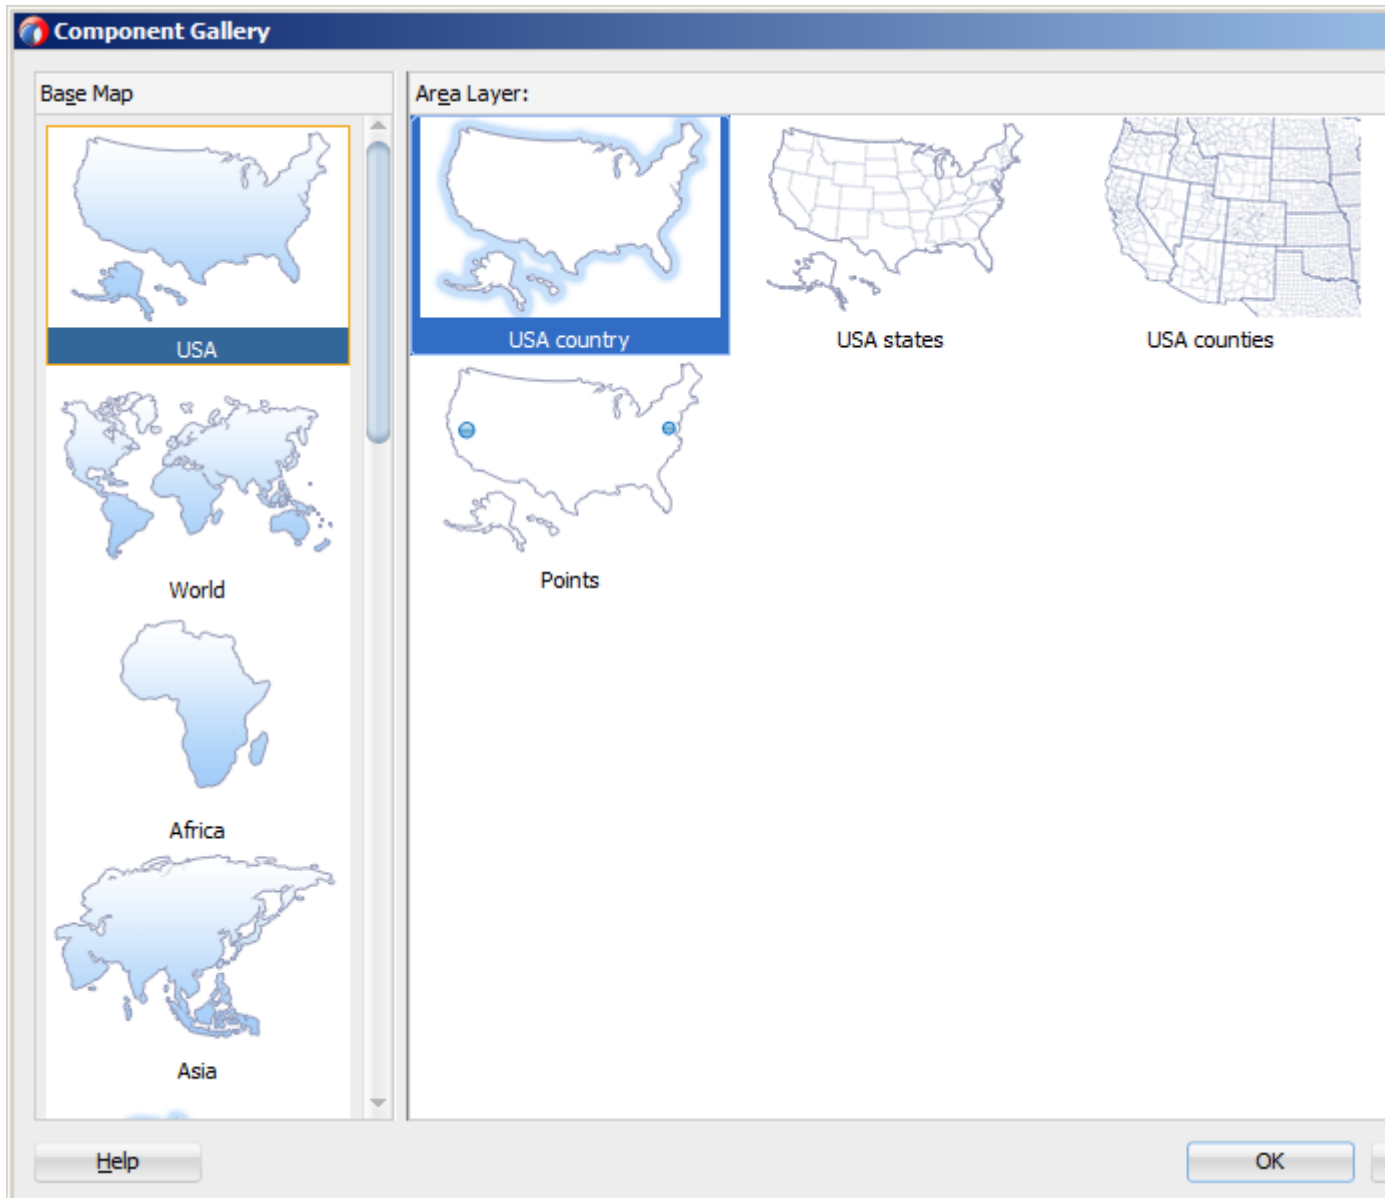 Component Gallery
Base Map
Area Layer:
USA
USA country
USA states
USA counties
World
Points
Africa
Asia
Help
OK